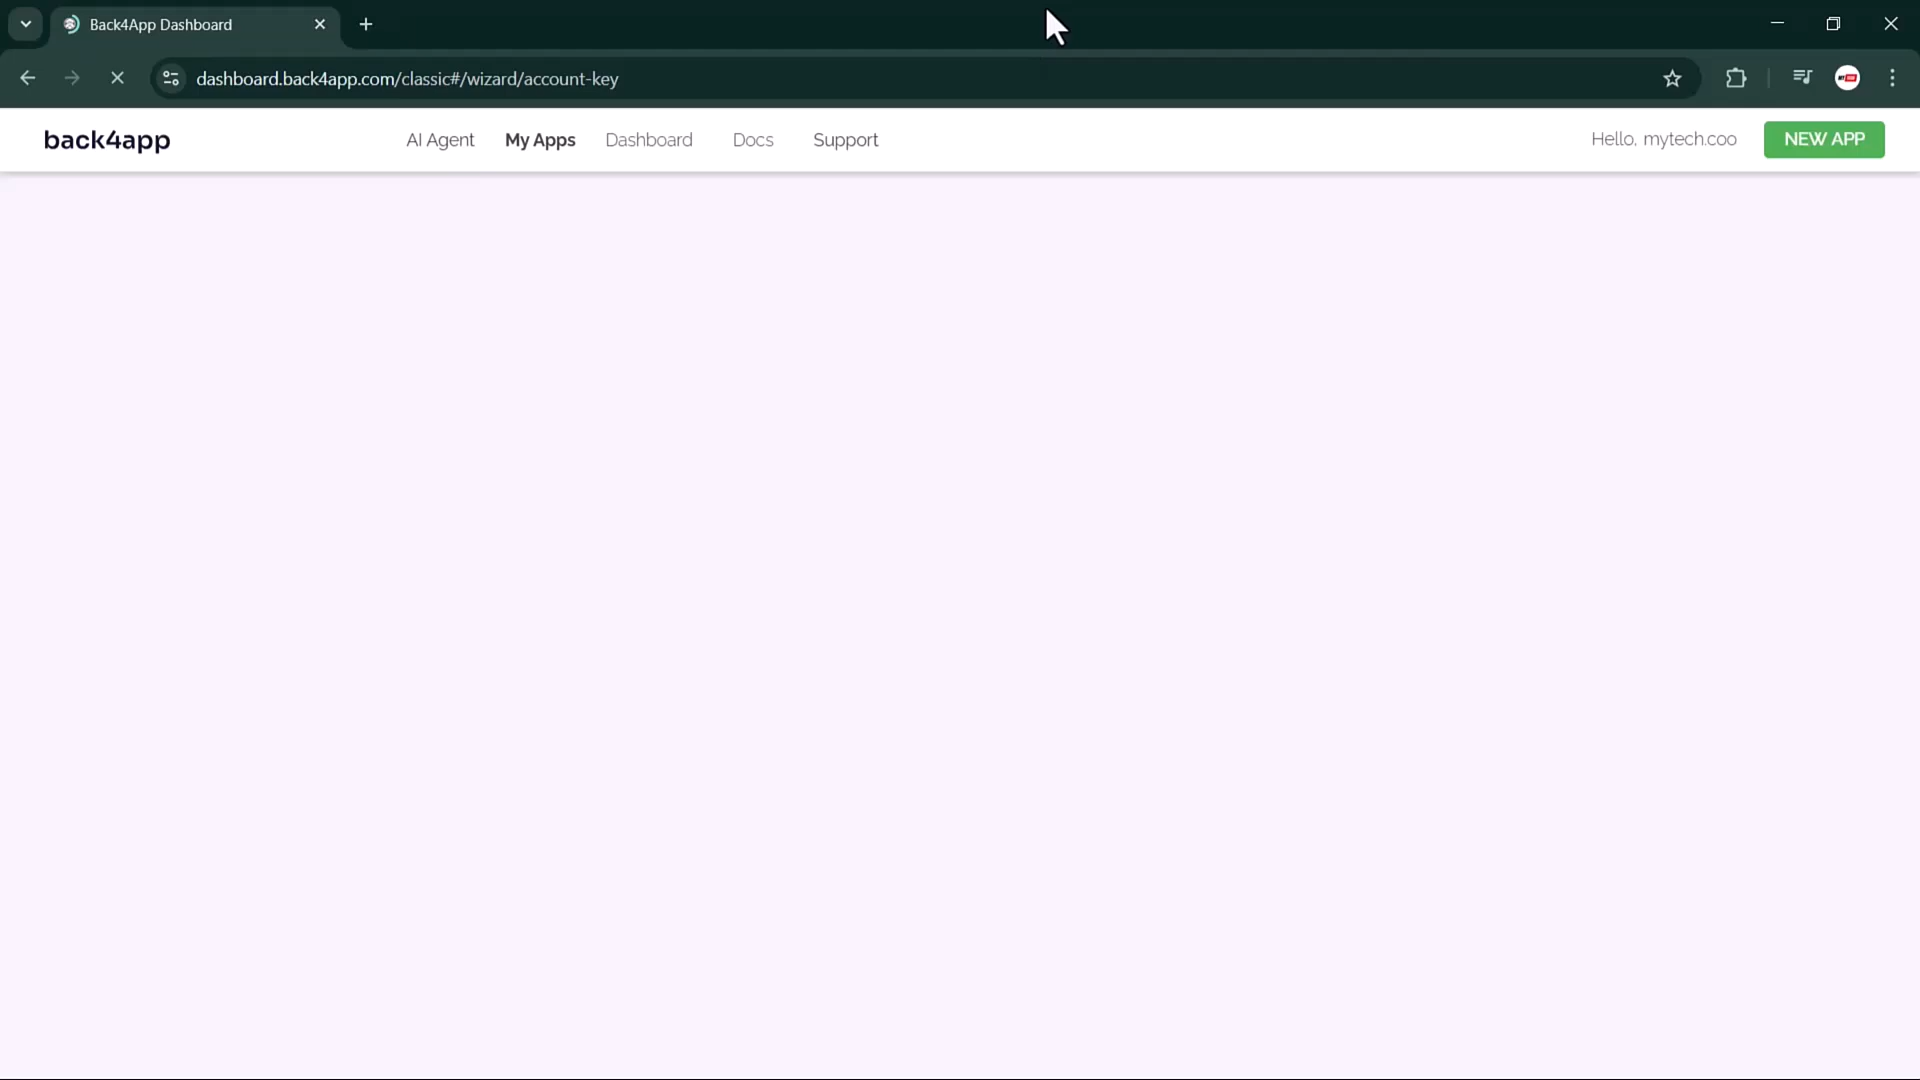 Back4App Dashboard
dashboard.back4app.com/classic#/wizard/account-key
back4app AI Agent My Apps Dashboard Docs Support Hello, mytech.coo NEW APP